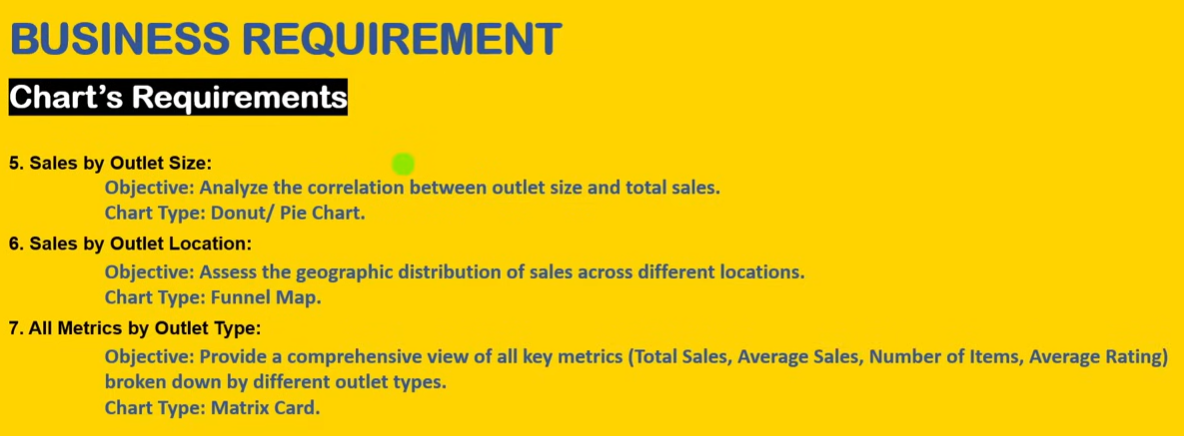 BUSINESS REQUIREMENT
Chart's Requirements
5. Sales by Outlet Size:
Objective: Analyze the correlation between outlet size and total sales.
Chart Type: Donut/ Pie Chart.
6. Sales by Outlet Location:
Objective: Assess the geographic distribution of sales across different locations.
Chart Type: Funnel Map.
7. All Metrics by Outlet Type:
Objective: Provide a comprehensive view of all key metrics (Total Sales, Average Sales, Number of Items, Average Rating)
broken down by different outlet types.
Chart Type: Matrix Card.